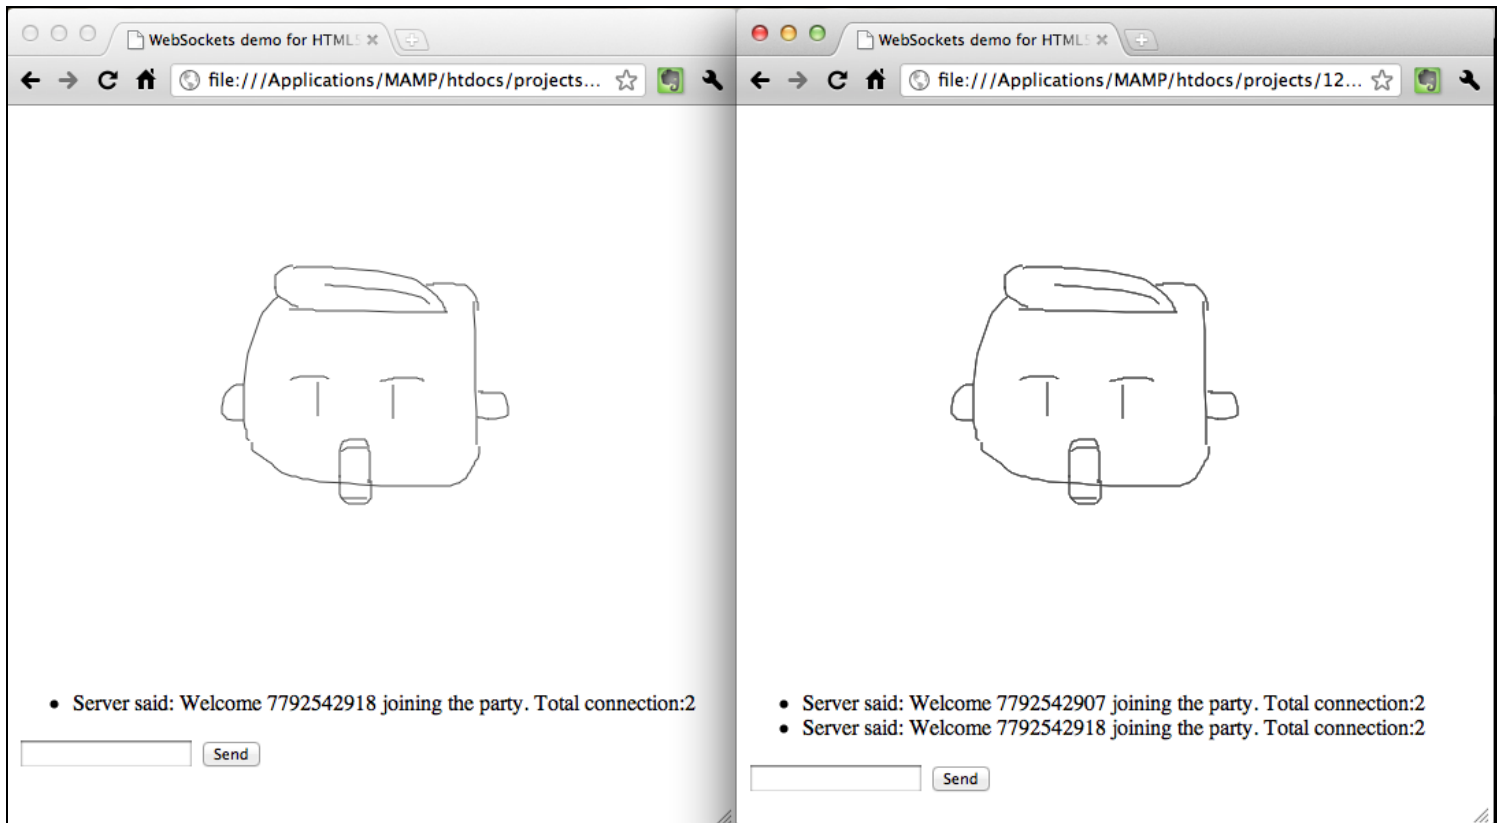 WebSockets demo for HTML5
file:///Applications/MAMP/htdocs/projects...
Server said: Welcome 7792542918 joining the party. Total connection:2
Send
WebSockets demo for HTML5
file:///Applications/MAMP/htdocs/projects/12...
Server said: Welcome 7792542907 joining the party. Total connection:2
Server said: Welcome 7792542918 joining the party. Total connection:2
Send